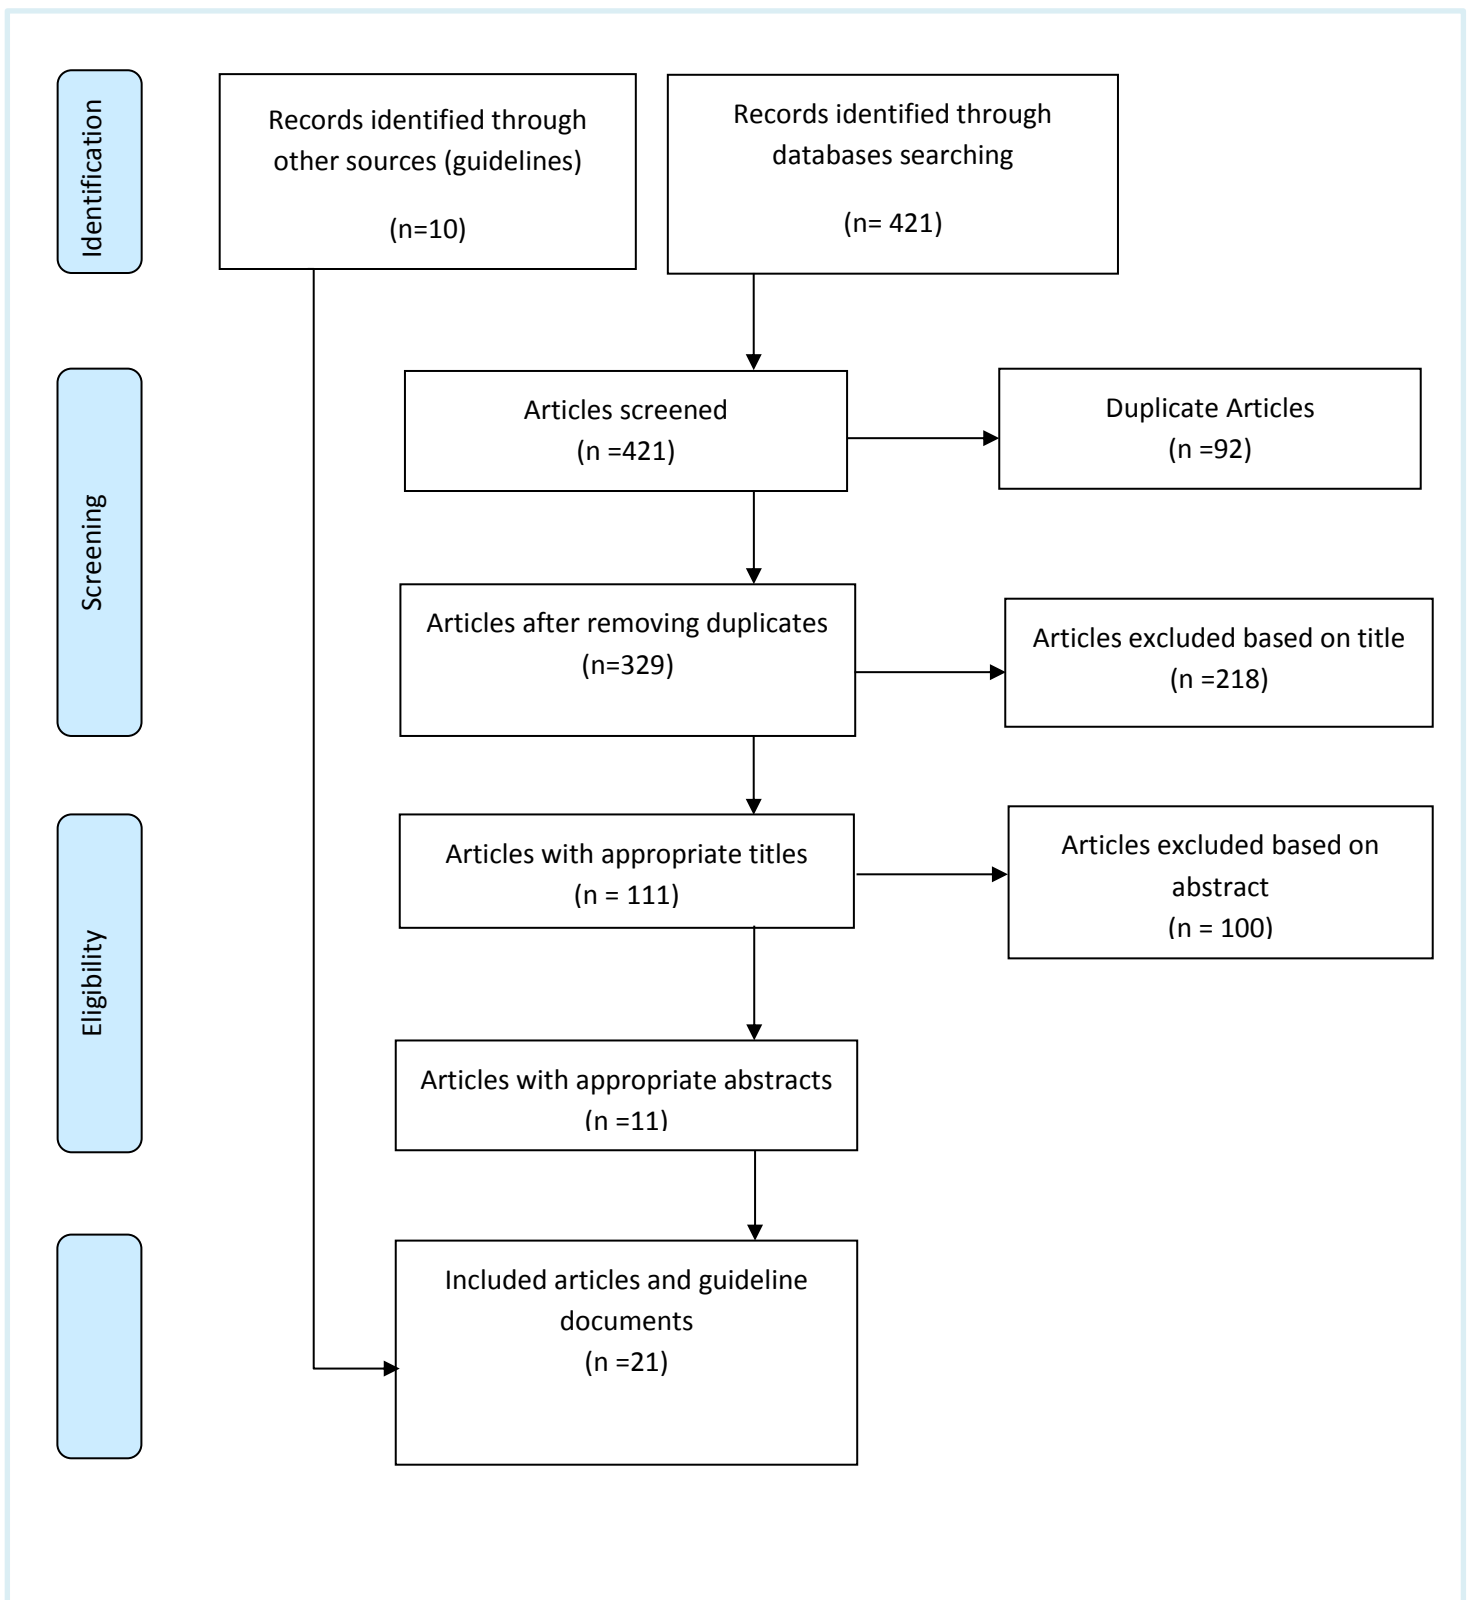 Identification
Records identified through
other sources (guidelines)
(n=10)
Records identified through
databases searching
(n= 421)
Screening
Articles screened
(n =421)
Duplicate Articles
(n =92)
Articles after removing duplicates
(n=329)
Articles excluded based on title
(n =218)
Eligibility
Articles with appropriate titles
(n = 111)
Articles excluded based on
abstract
(n = 100)
Articles with appropriate abstracts
(n =11)
Included articles and guideline
documents
(n =21)